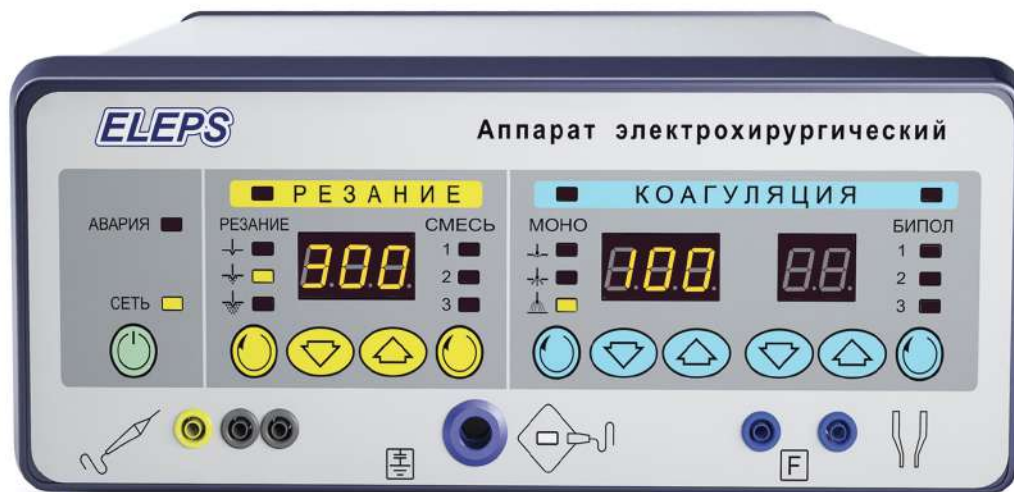 ELEPS
Аппарат электрохирургический
РЕЗАНИЕ
КОАГУЛЯЦИЯ
АВАРИЯ
РЕЗАНИЕ
СМЕСЬ
МОНО
БИПОЛ
300
100
1
2
3
1
2
3
СЕТЬ
F